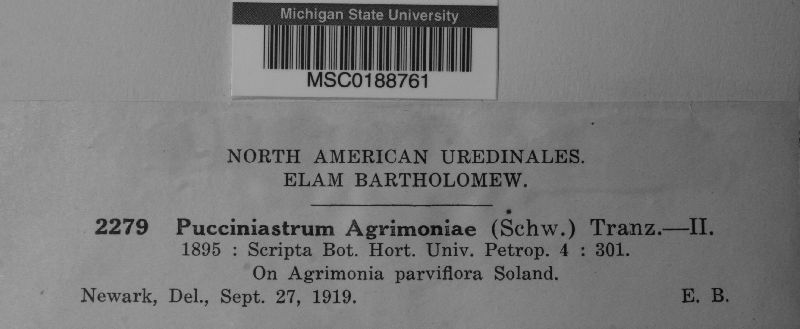 Michigan State University
MSC0188761
NORTH AMERICAN UREDINALES.
ELAM BARTHOLOMEW.
2279 Pucciniastrum Agrimoniae (Schw.) Tranz.—II.
1895 : Scripta Bot. Hort. Univ. Petrop. 4 : 301.
On Agrimonia parviflora Soland.
Newark, Del., Sept. 27, 1919. E. B.